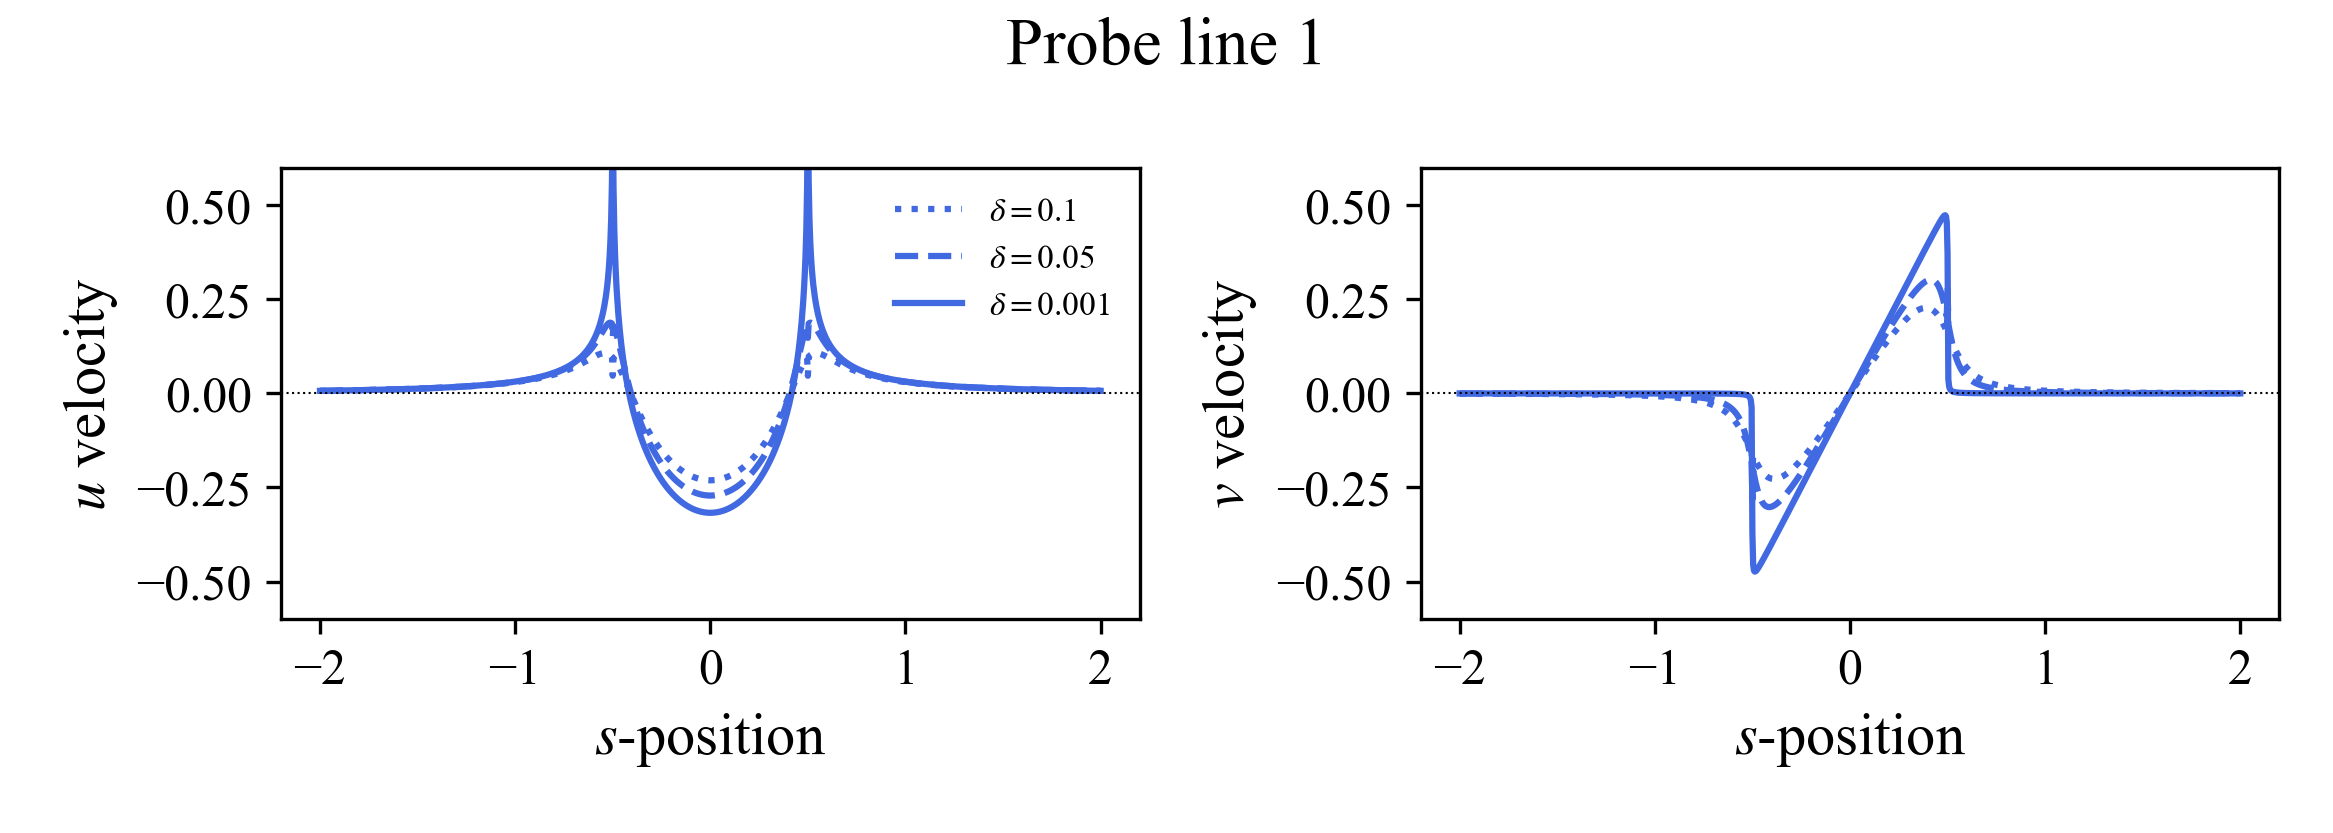 Probe line 1
u velocity
0.50
0.25
0.00
−0.25
−0.50
−2
−1
0
1
2
s-position
δ = 0.1
δ = 0.05
δ = 0.001
v velocity
0.50
0.25
0.00
−0.25
−0.50
−2
−1
0
1
2
s-position